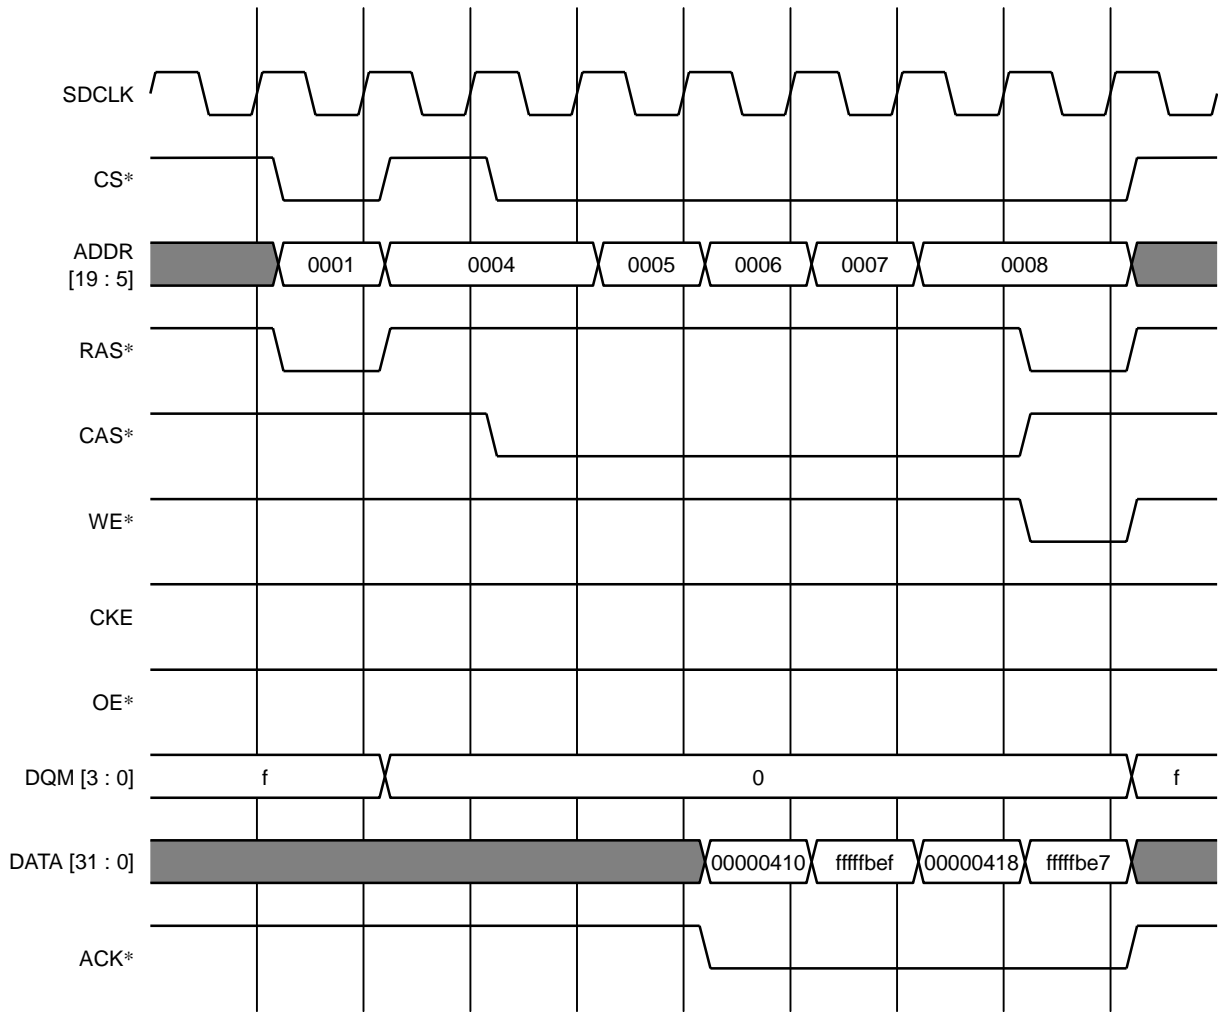 SDCLK
CS*
ADDR
[19 : 5]
0001 0004 0005 0006 0007 0008
RAS*
CAS*
WE*
CKE
OE*
DQM [3 : 0] f 0 f
DATA [31 : 0] 00000410 fffffbef 00000418 fffffbe7
ACK*